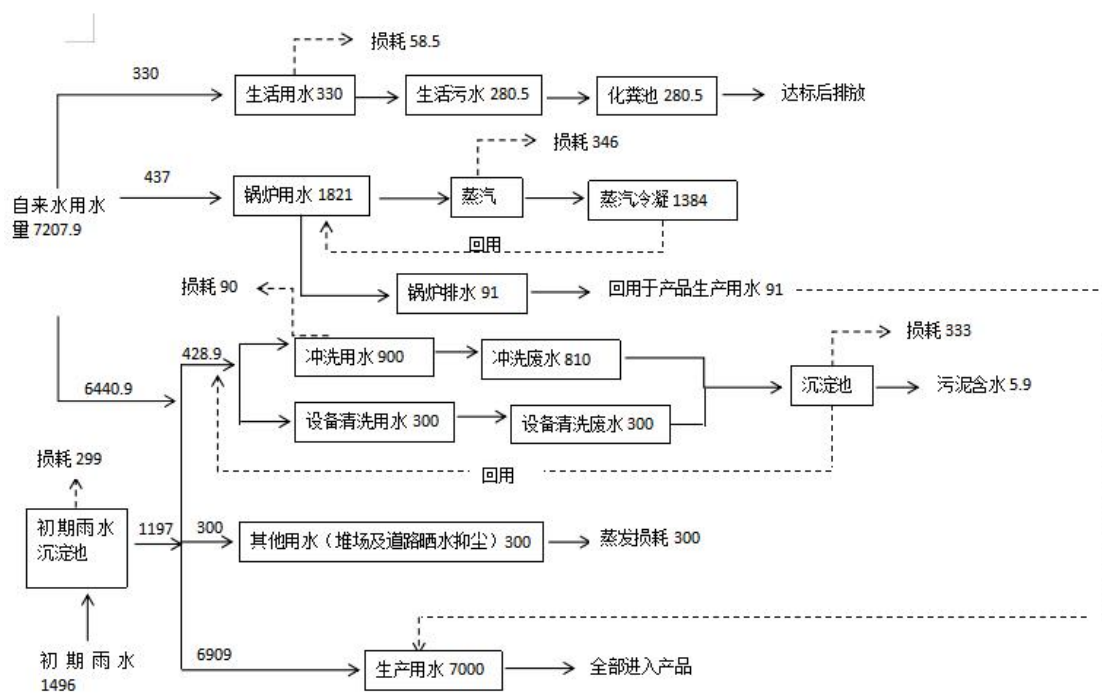 损耗 58.5
330
生活用水 330
生活污水 280.5
化粪池 280.5
达标后排放
损耗 346
437
自来水用水
量 7207.9
锅炉用水 1821
蒸汽
蒸汽冷凝 1384
回用
损耗 90
锅炉排水 91
回用于产品生产用水 91
损耗 333
428.9
冲洗用水 900
冲洗废水 810
沉淀也
污泥含水 5.9
6440.9
设备清洗用水 300
设备清洗废水 300
损耗 299
回用
初期雨水
沉淀也
1197
300
其他用水（堆场及道路晒水抑尘）300
蒸发损耗 300
初期雨水
1496
6909
生产用水 7000
全部进入产品